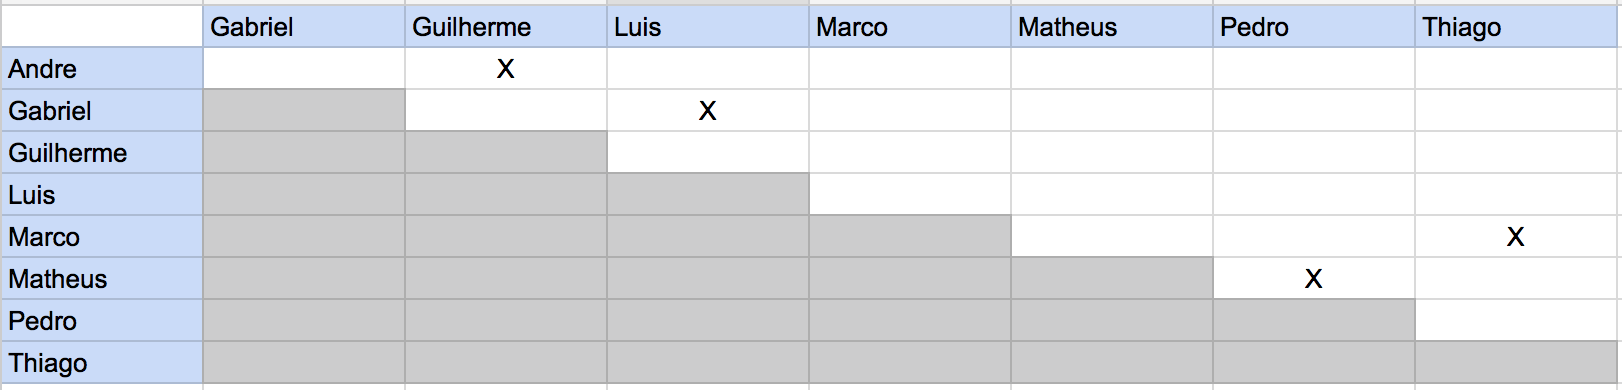 Gabriel Guilherme Luis Marco Matheus Pedro Thiago
Andre X
Gabriel X
Guilherme
Luis
Marco X
Matheus X
Pedro
Thiago